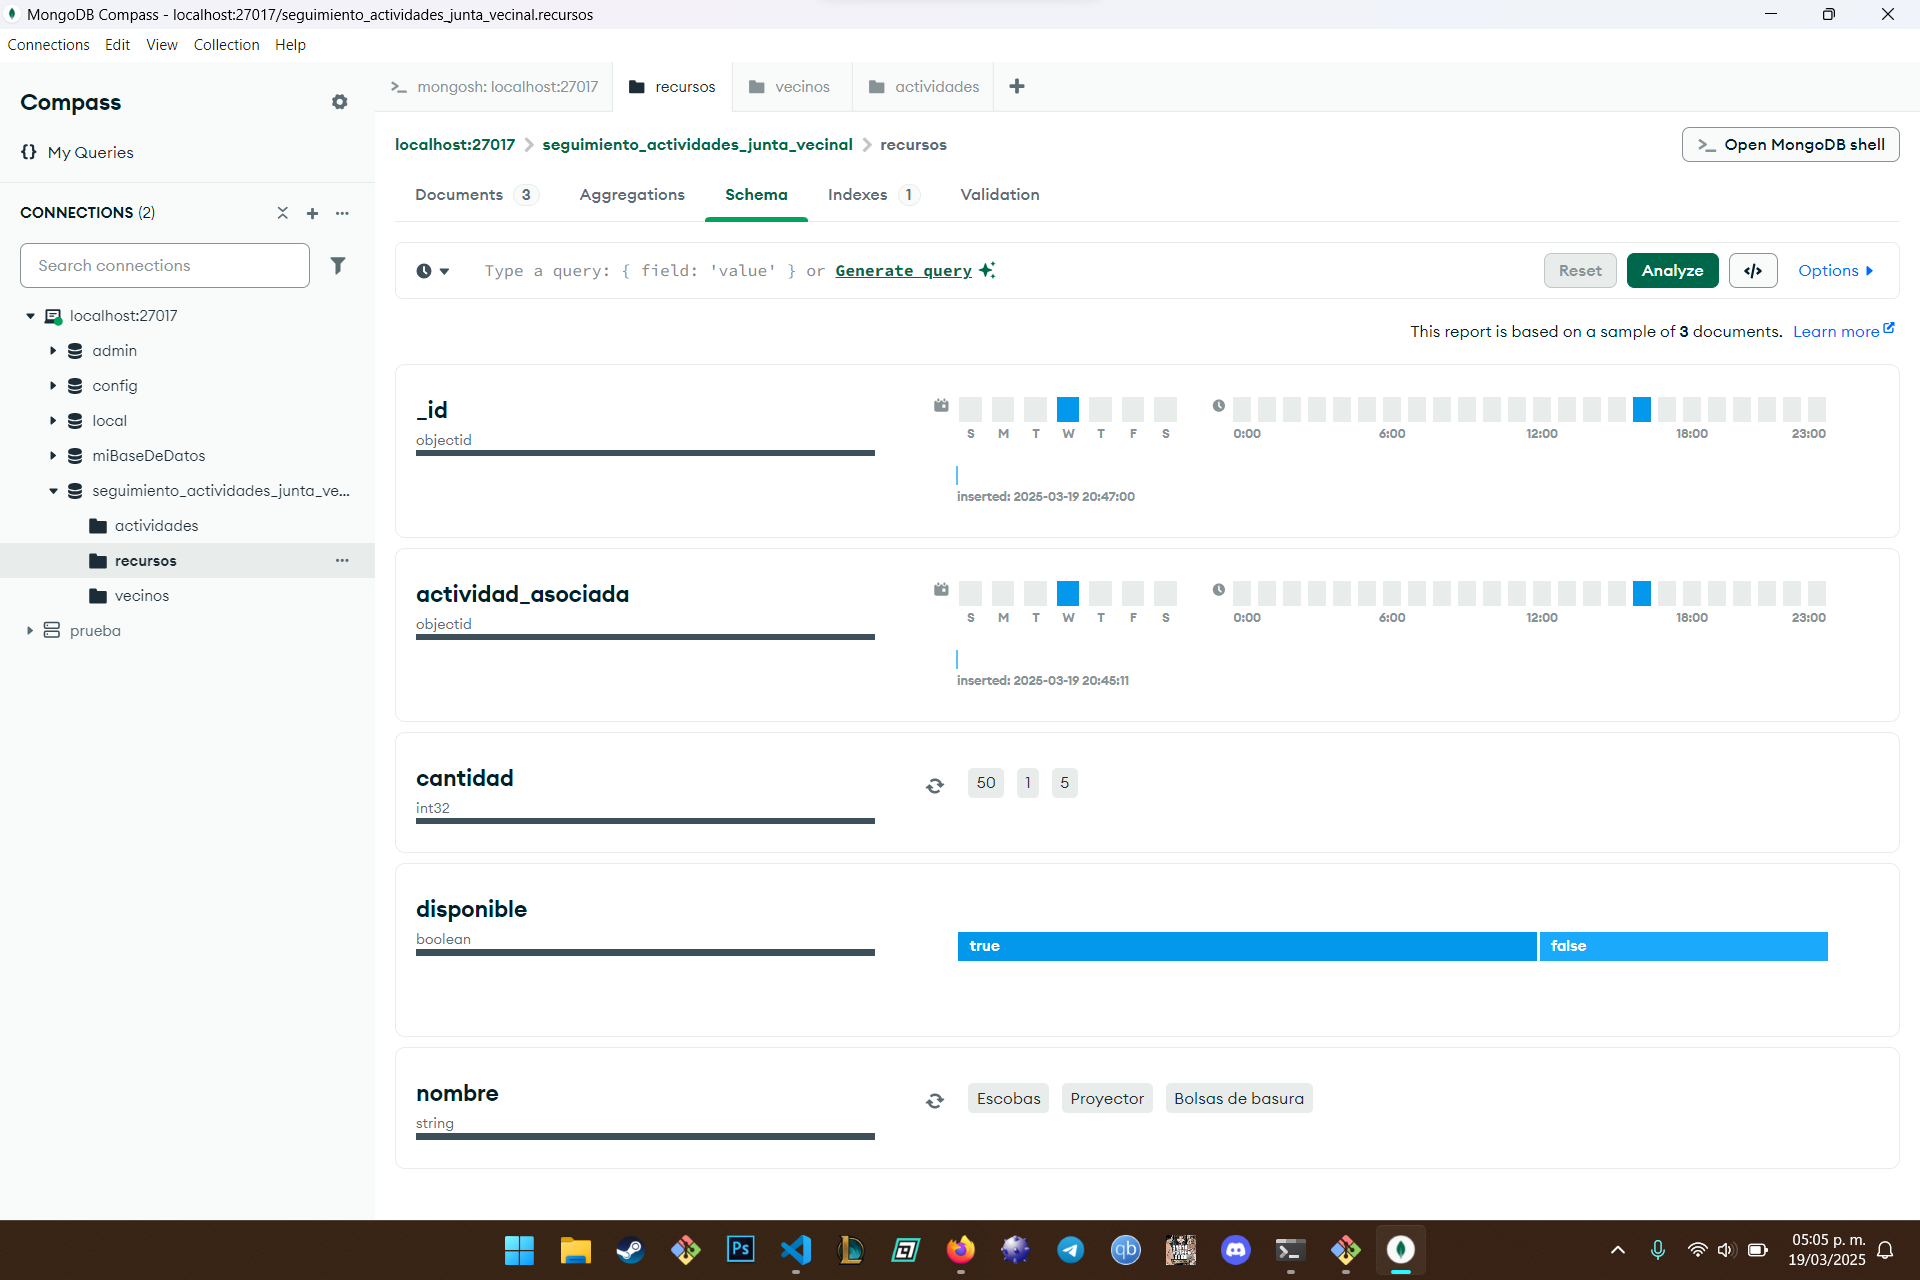 MongoDB Compass - localhost:27017/seguimiento_actividades_junta_vecinal.recursos
Connections Edit View Collection Help
Compass
{} My Queries
CONNECTIONS (2)
Search connections
localhost:27017
admin
config
local
miBaseDeDatos
seguimiento_actividades_junta_ve...
actividades
recursos
vecinos
prueba
>_ mongosh: localhost:27017 recursos vecinos actividades
localhost:27017 > seguimiento_actividades_junta_vecinal > recursos
>_ Open MongoDB shell
Documents 3 Aggregations Schema Indexes 1 Validation
Type a query: { field: 'value' } or Generate query
Reset Analyze </> Options
This report is based on a sample of 3 documents. Learn more
_id
objectid
S M T W T F S
0:00 6:00 12:00 18:00 23:00
inserted: 2025-03-19 20:47:00
actividad_asociada
objectid
S M T W T F S
0:00 6:00 12:00 18:00 23:00
inserted: 2025-03-19 20:45:11
cantidad
int32
50 1 5
disponible
boolean
true false
nombre
string
Escobas Proyector Bolsas de basura
Ps
qb
05:05 p. m.
19/03/2025